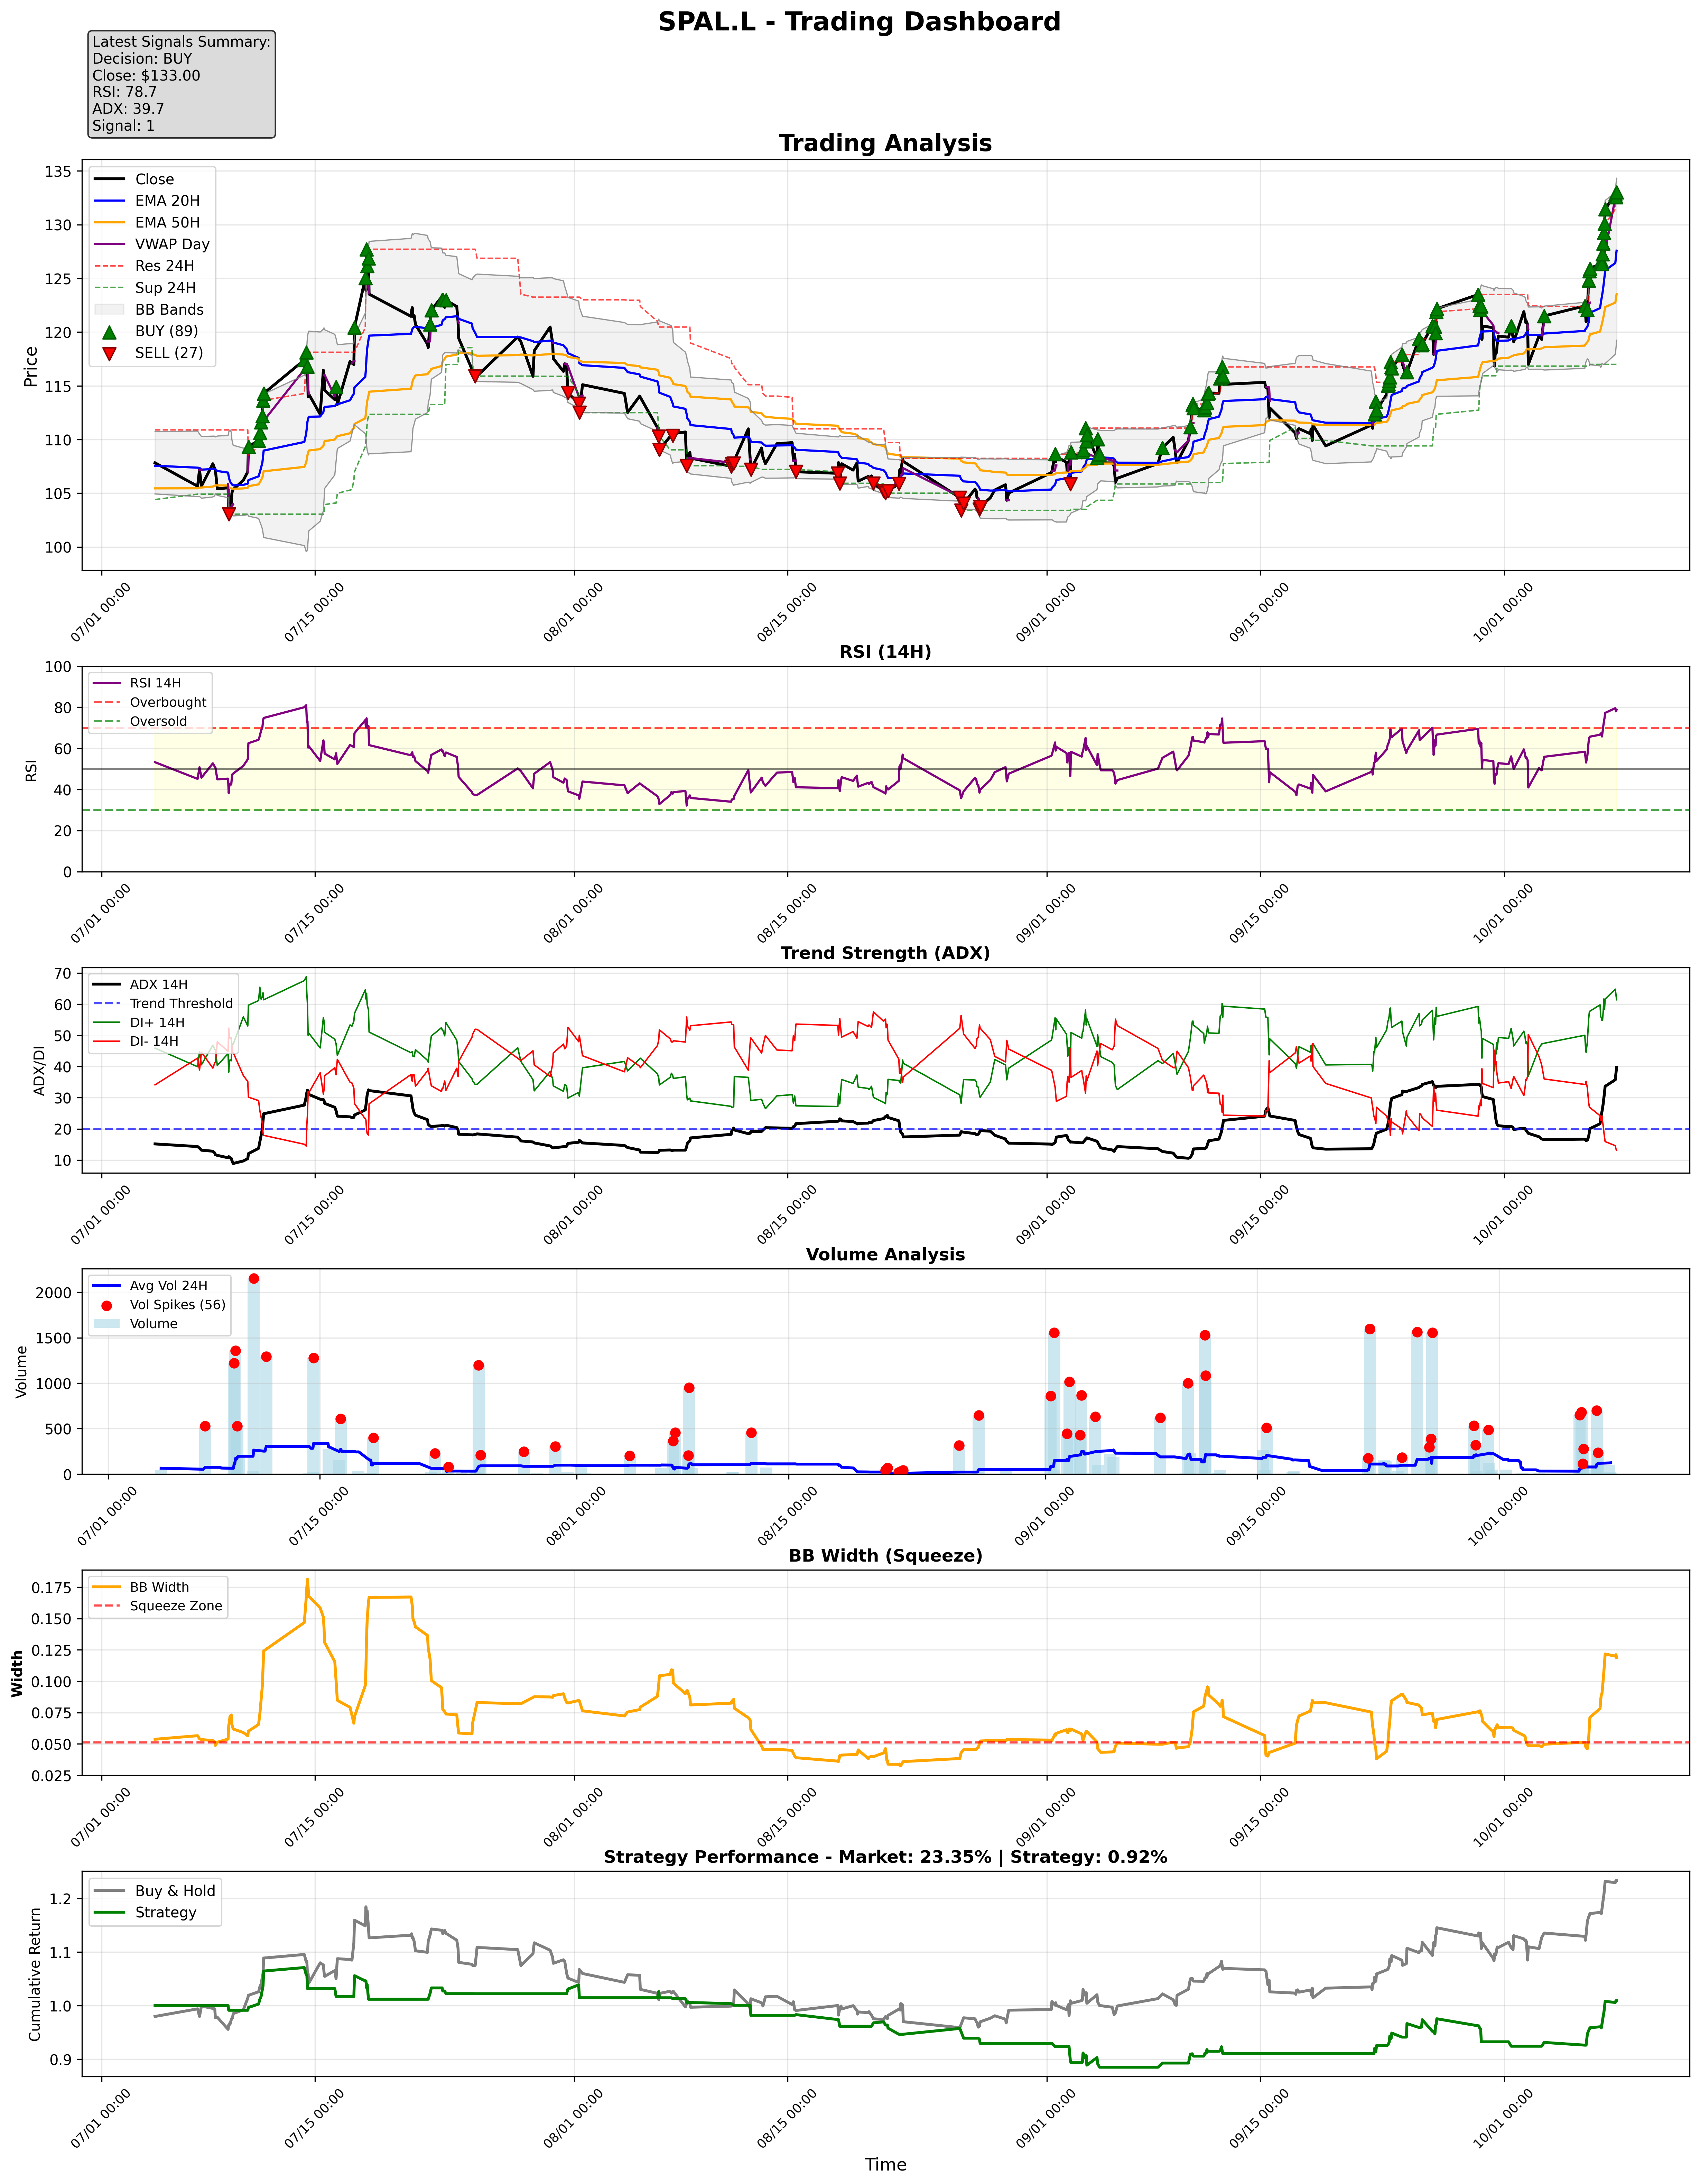 SPAL.L - Trading Dashboard
Latest Signals Summary:
Decision: BUY
Close: $133.00
RSI: 78.7
ADX: 39.7
Signal: 1
Trading Analysis
Price
135
130
125
120
115
110
105
100
Close
EMA 20H
EMA 50H
VWAP Day
Res 24H
Sup 24H
BB Bands
BUY (89)
SELL (27)
07/01 00:00
07/15 00:00
08/01 00:00
08/15 00:00
09/01 00:00
09/15 00:00
10/01 00:00
RSI (14H)
RSI
100
80
60
40
20
0
RSI 14H
Overbought
Oversold
07/01 00:00
07/15 00:00
08/01 00:00
08/15 00:00
09/01 00:00
09/15 00:00
10/01 00:00
Trend Strength (ADX)
ADX/DI
70
60
50
40
30
20
10
ADX 14H
Trend Threshold
DI+ 14H
DI- 14H
07/01 00:00
07/15 00:00
08/01 00:00
08/15 00:00
09/01 00:00
09/15 00:00
10/01 00:00
Volume Analysis
Volume
2000
1500
1000
500
0
Avg Vol 24H
Vol Spikes (56)
Volume
07/01 00:00
07/15 00:00
08/01 00:00
08/15 00:00
09/01 00:00
09/15 00:00
10/01 00:00
BB Width (Squeeze)
Width
0.175
0.150
0.125
0.100
0.075
0.050
0.025
BB Width
Squeeze Zone
07/01 00:00
07/15 00:00
08/01 00:00
08/15 00:00
09/01 00:00
09/15 00:00
10/01 00:00
Strategy Performance - Market: 23.35% | Strategy: 0.92%
Cumulative Return
1.2
1.1
1.0
0.9
Buy & Hold
Strategy
07/01 00:00
07/15 00:00
08/01 00:00
08/15 00:00
09/01 00:00
09/15 00:00
10/01 00:00
Time